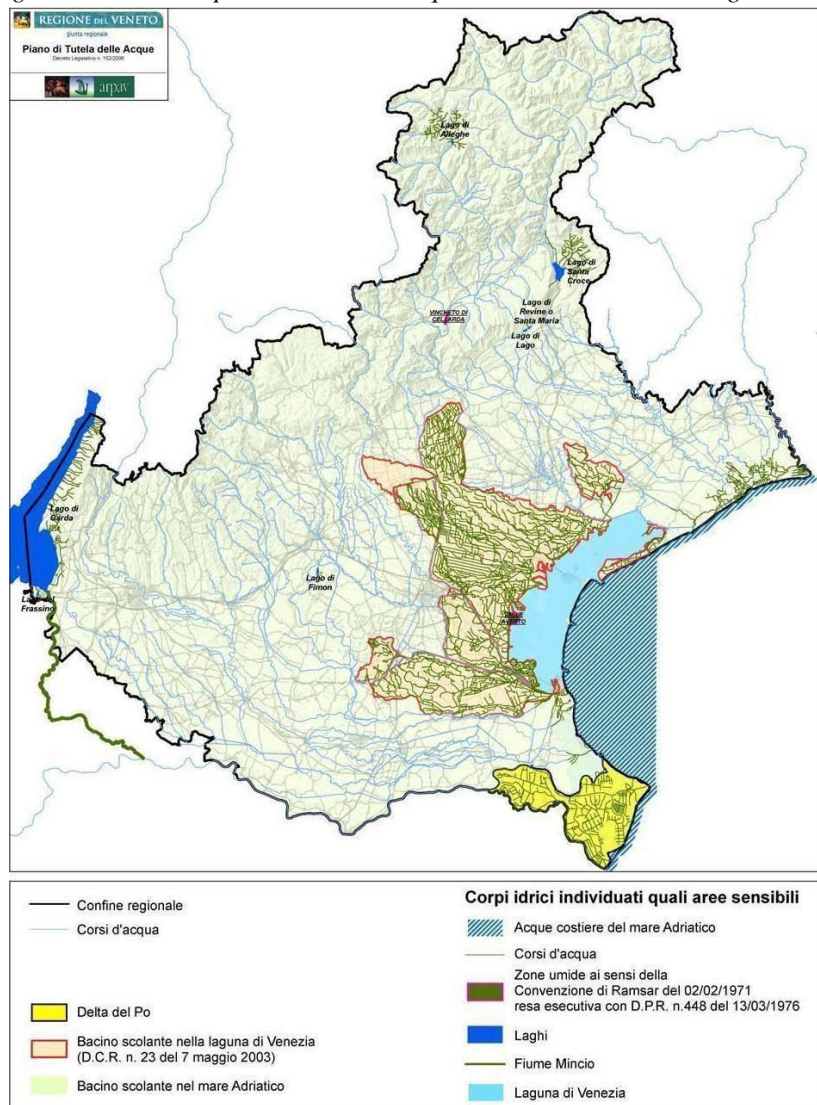 REGIONE DEL VENETO
giunta regionale
Piano di Tutela delle Acque
Decreto Legislativo n. 152/2006
arpav
Lago di
Alleghe
Lago di
Santa
Croce
Lago di
Revine o
Santa Maria
Lago di
Lago
VINCHETO DI
CELLARDA
Lago di
Garda
Lago del
Frassino
Lago di
Fimon
VALLE
AVERTO
Confine regionale
Corsi d'acqua
Delta del Po
Bacino scolante nella laguna di Venezia
(D.C.R. n. 23 del 7 maggio 2003)
Bacino scolante nel mare Adriatico
Corpi idrici individuati quali aree sensibili
Acque costiere del mare Adriatico
Corsi d'acqua
Zone umide ai sensi della
Convenzione di Ramsar del 02/02/1971
resa esecutiva con D.P.R. n.448 del 13/03/1976
Laghi
Fiume Mincio
Laguna di Venezia